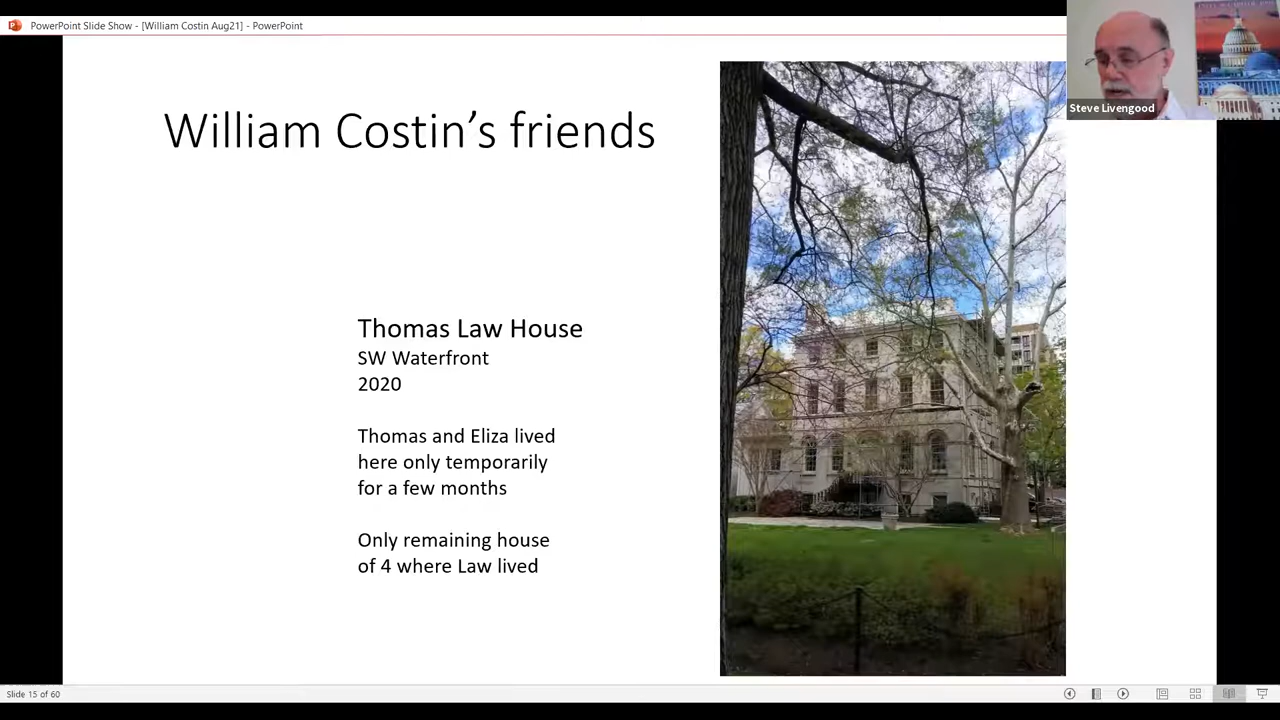 PowerPoint Slide Show - [William Costin Aug21] - PowerPoint
Steve Livengood
William Costin’s friends
Thomas Law House
SW Waterfront
2020
Thomas and Eliza lived
here only temporarily
for a few months
Only remaining house
of 4 where Law lived
Slide 15 of 60